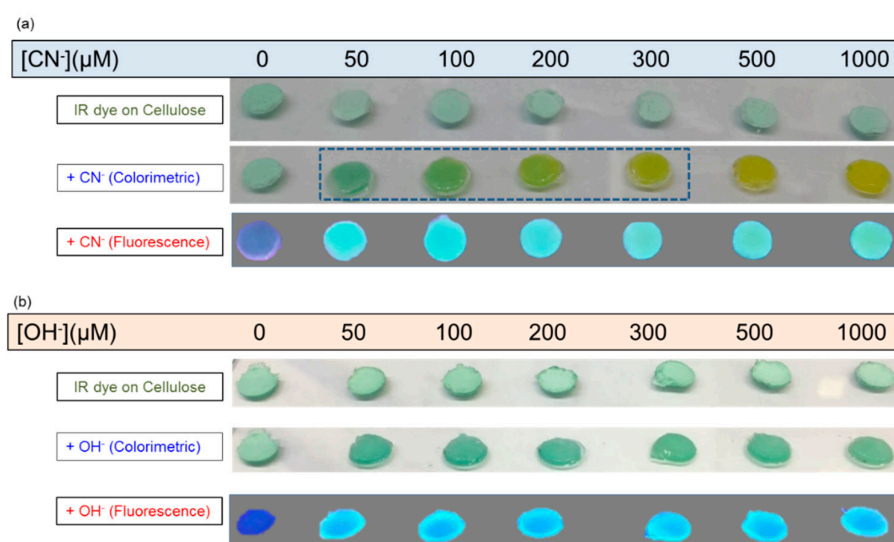 (a)
[CN-](μM) 0 50 100 200 300 500 1000
IR dye on Cellulose
+ CN- (Colorimetric)
+ CN- (Fluorescence)
(b)
[OH-](μM) 0 50 100 200 300 500 1000
IR dye on Cellulose
+ OH- (Colorimetric)
+ OH- (Fluorescence)